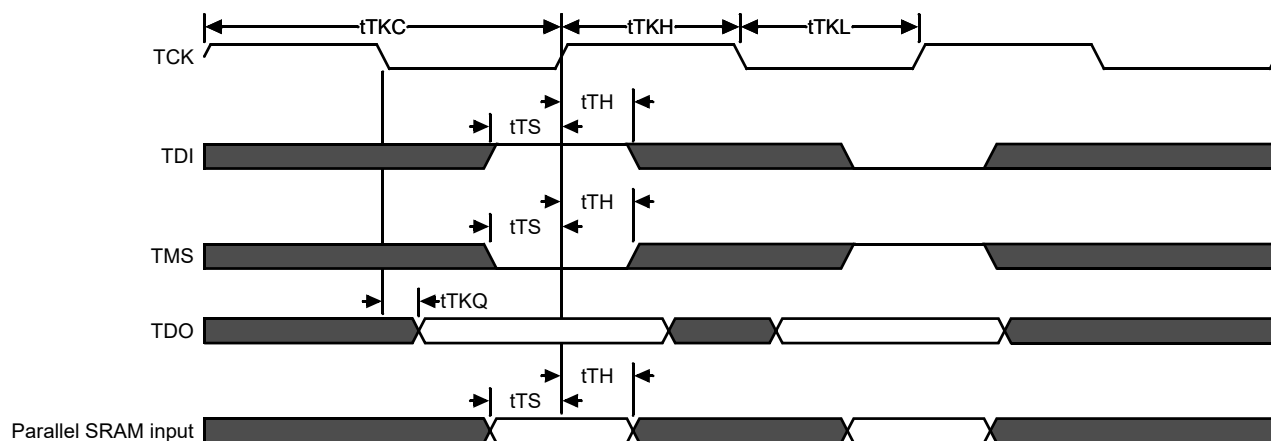 tTKC tTKH tTKL
TCK
tTH
tTS
TDI
tTH
tTS
TMS
tTKQ
TDO
tTH
tTS
Parallel SRAM input